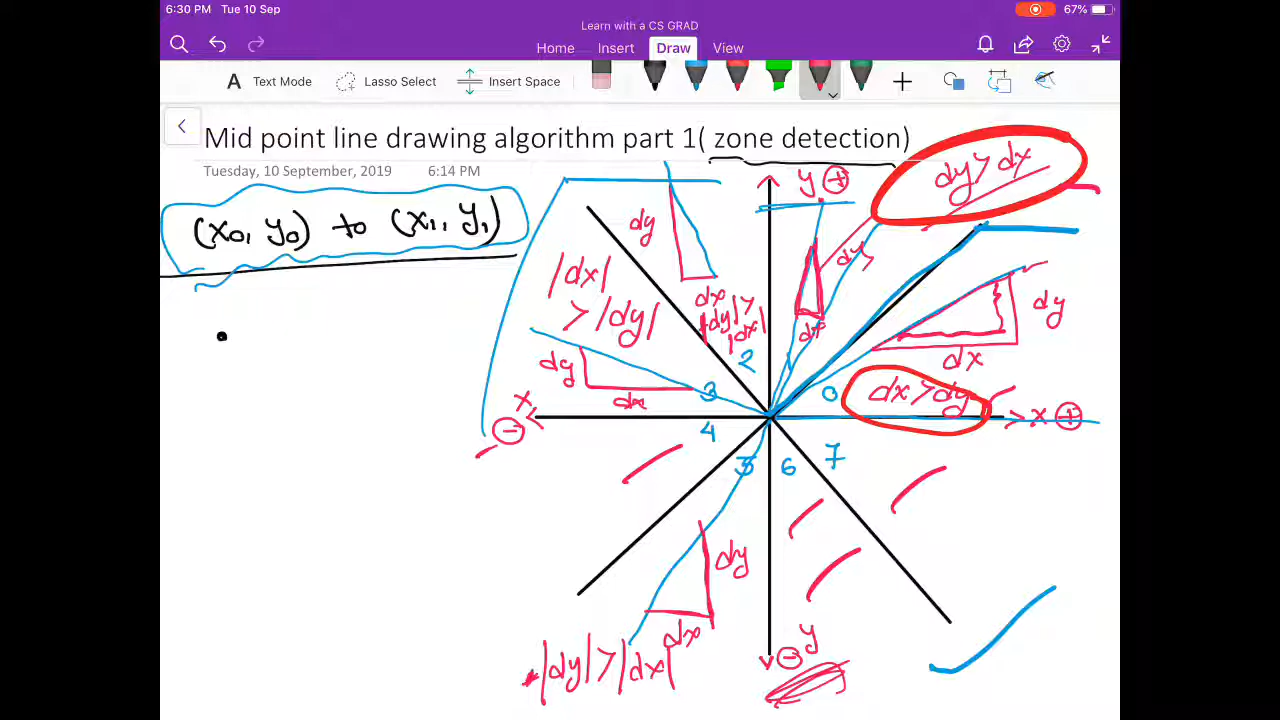 6:30 PM Tue 10 Sep
67%
Learn with a CS GRAD
Home Insert Draw View
A Text Mode Lasso Select Insert Space
Mid point line drawing algorithm part 1( zone detection)
Tuesday, 10 September, 2019 6:14 PM
dy > dx
y +
(x0, y0) to (x1, y1)
dy
dy
|dx|
> |dy|
dx
|dy| >
|dx|
dx
dy
dx
dy
dx
2
1
3
0
dx > dy
x
-
x +
4
5
6
7
dy
dx
y
-
|dy| > |dx|